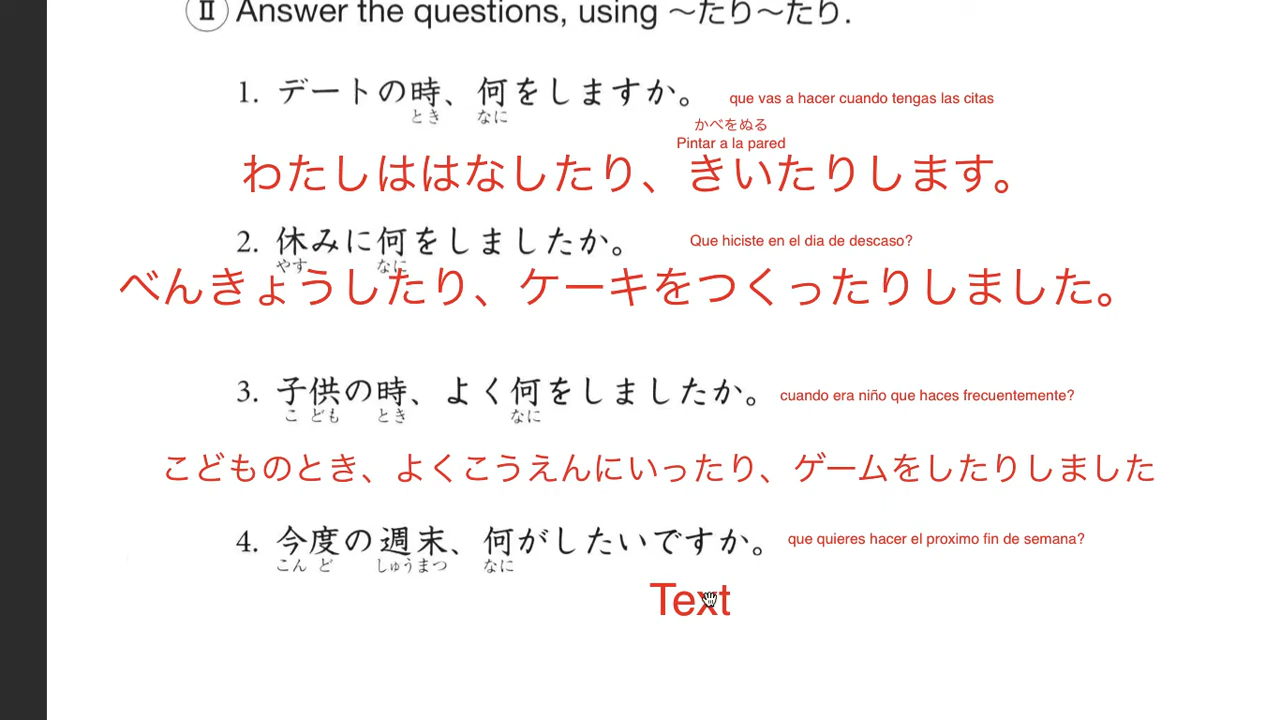 Ⅱ Answer the questions, using ～たり～たり.
1. デートの時、何をしますか。 que vas a hacer cuando tengas las citas
とき なに
かべをぬる
Pintar a la pared
わたしははなしたり、きいたりします。
2. 休みに何をしましたか。 Que hiciste en el dia de descaso?
やす なに
べんきょうしたり、ケーキをつくったりしました。
3. 子供の時、よく何をしましたか。 cuando era niño que haces frecuentemente?
こ ども とき なに
こどものとき、よくこうえんにいったり、ゲームをしたりしました
4. 今度の週末、何がしたいですか。 que quieres hacer el proximo fin de semana?
こん ど しゅうまつ なに
Text